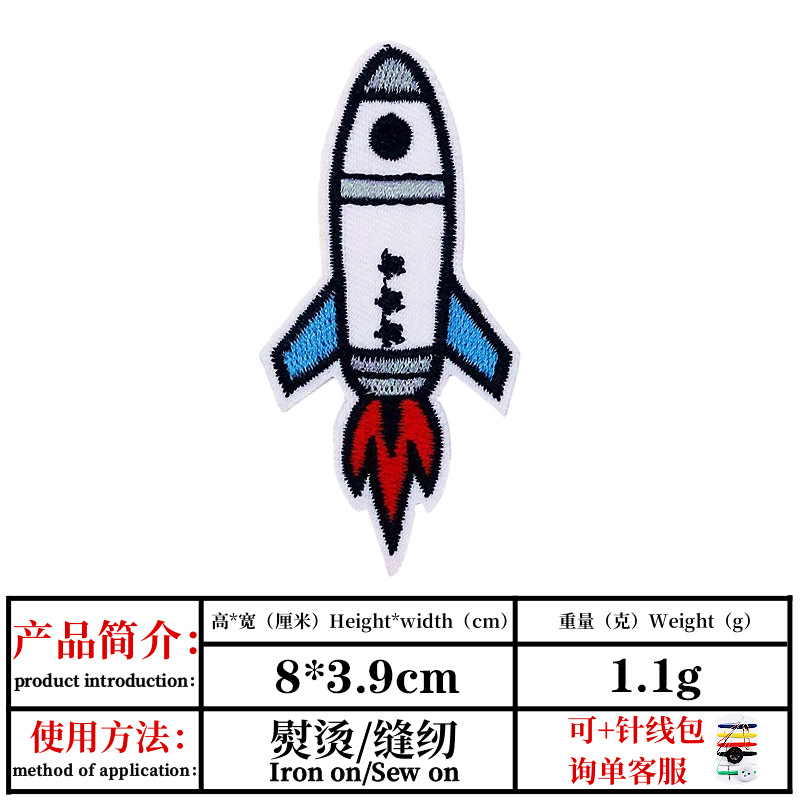 产品简介：
product introduction:
高*宽（厘米）Height*width（cm）
重量（克）Weight（g）
8*3.9cm
1.1g
使用方法：
method of application:
熨烫/缝纫
Iron on/Sew on
可+针线包
询单客服